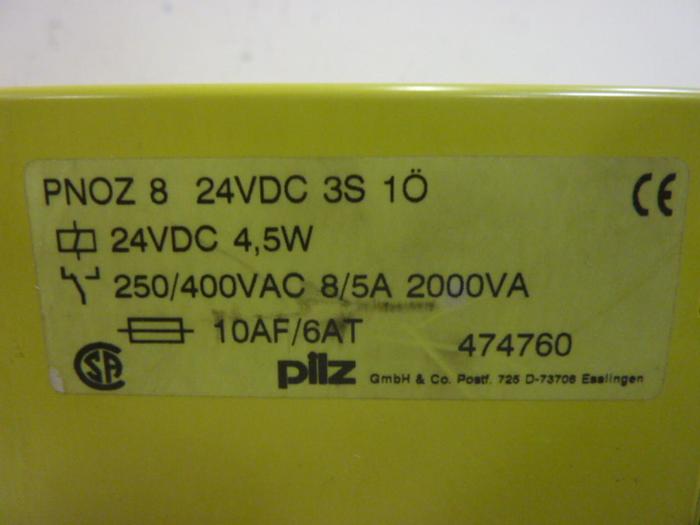 PNOZ 8 24VDC 3S 1Ö CE
24VDC 4,5W
250/400VAC 8/5A 2000VA
10AF/6AT 474760
CSA pilz GmbH & Co. Postf. 725 D-73706 Esslingen